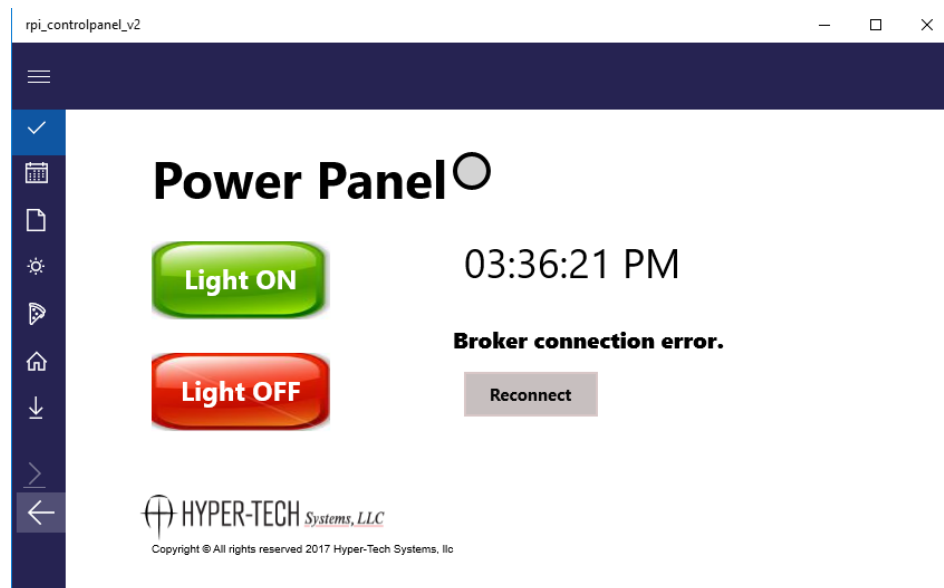 rpi_controlpanel_v2
Power Panel
Light ON
03:36:21 PM
Broker connection error.
Light OFF
Reconnect
HYPER-TECH Systems, LLC
Copyright © All rights reserved 2017 Hyper-Tech Systems, llc